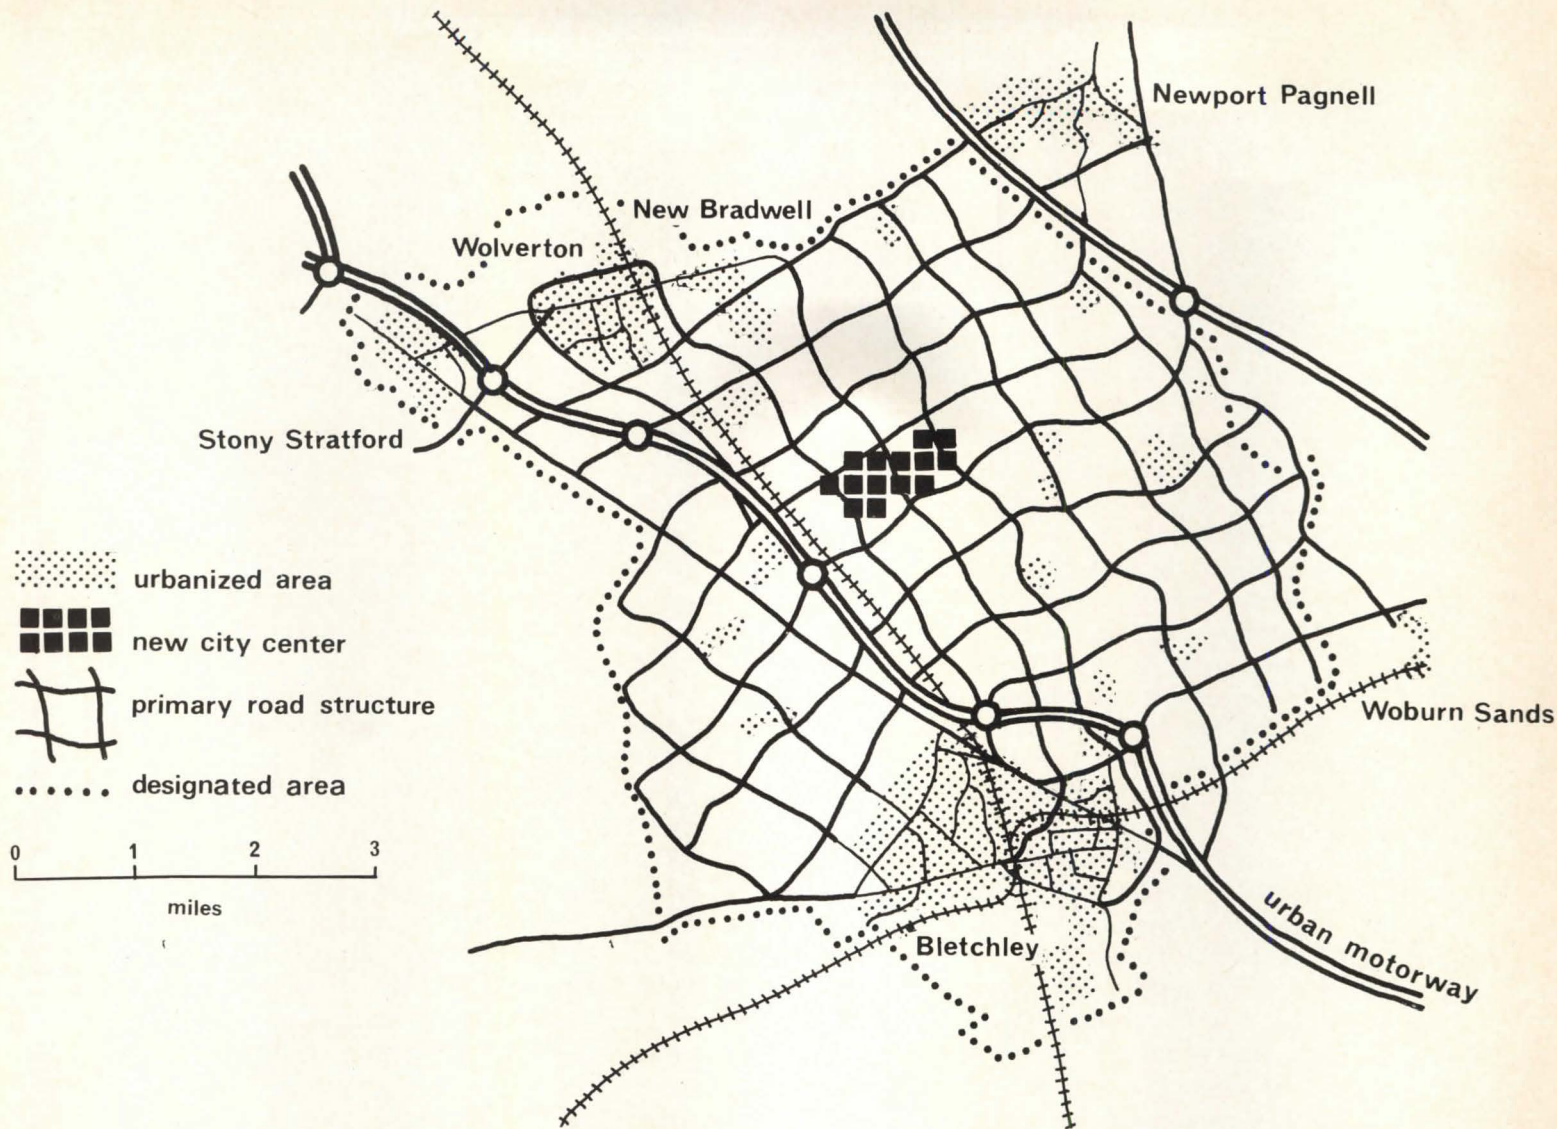 Newport Pagnell
New Bradwell
Wolverton
Stony Stratford
urbanized area
new city center
primary road structure
designated area
0 1 2 3
miles
Woburn Sands
urban motorway
Bletchley